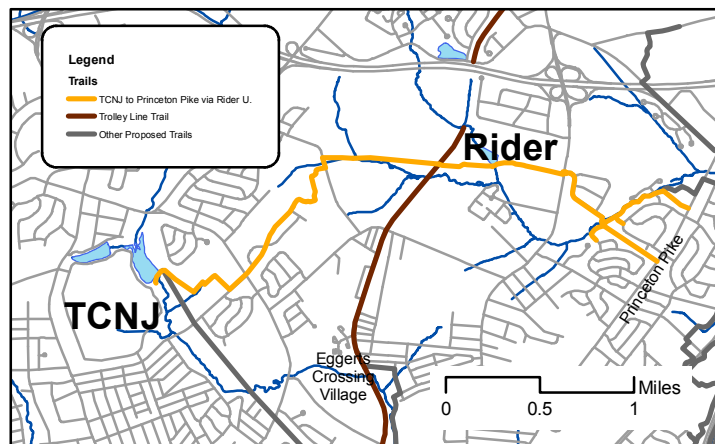 Legend
Trails
TCNJ to Princeton Pike via Rider U.
Trolley Line Trail
Other Proposed Trails
Rider
TCNJ
Princeton Pike
Eggerts
Crossing
Village
Miles
0 0.5 1